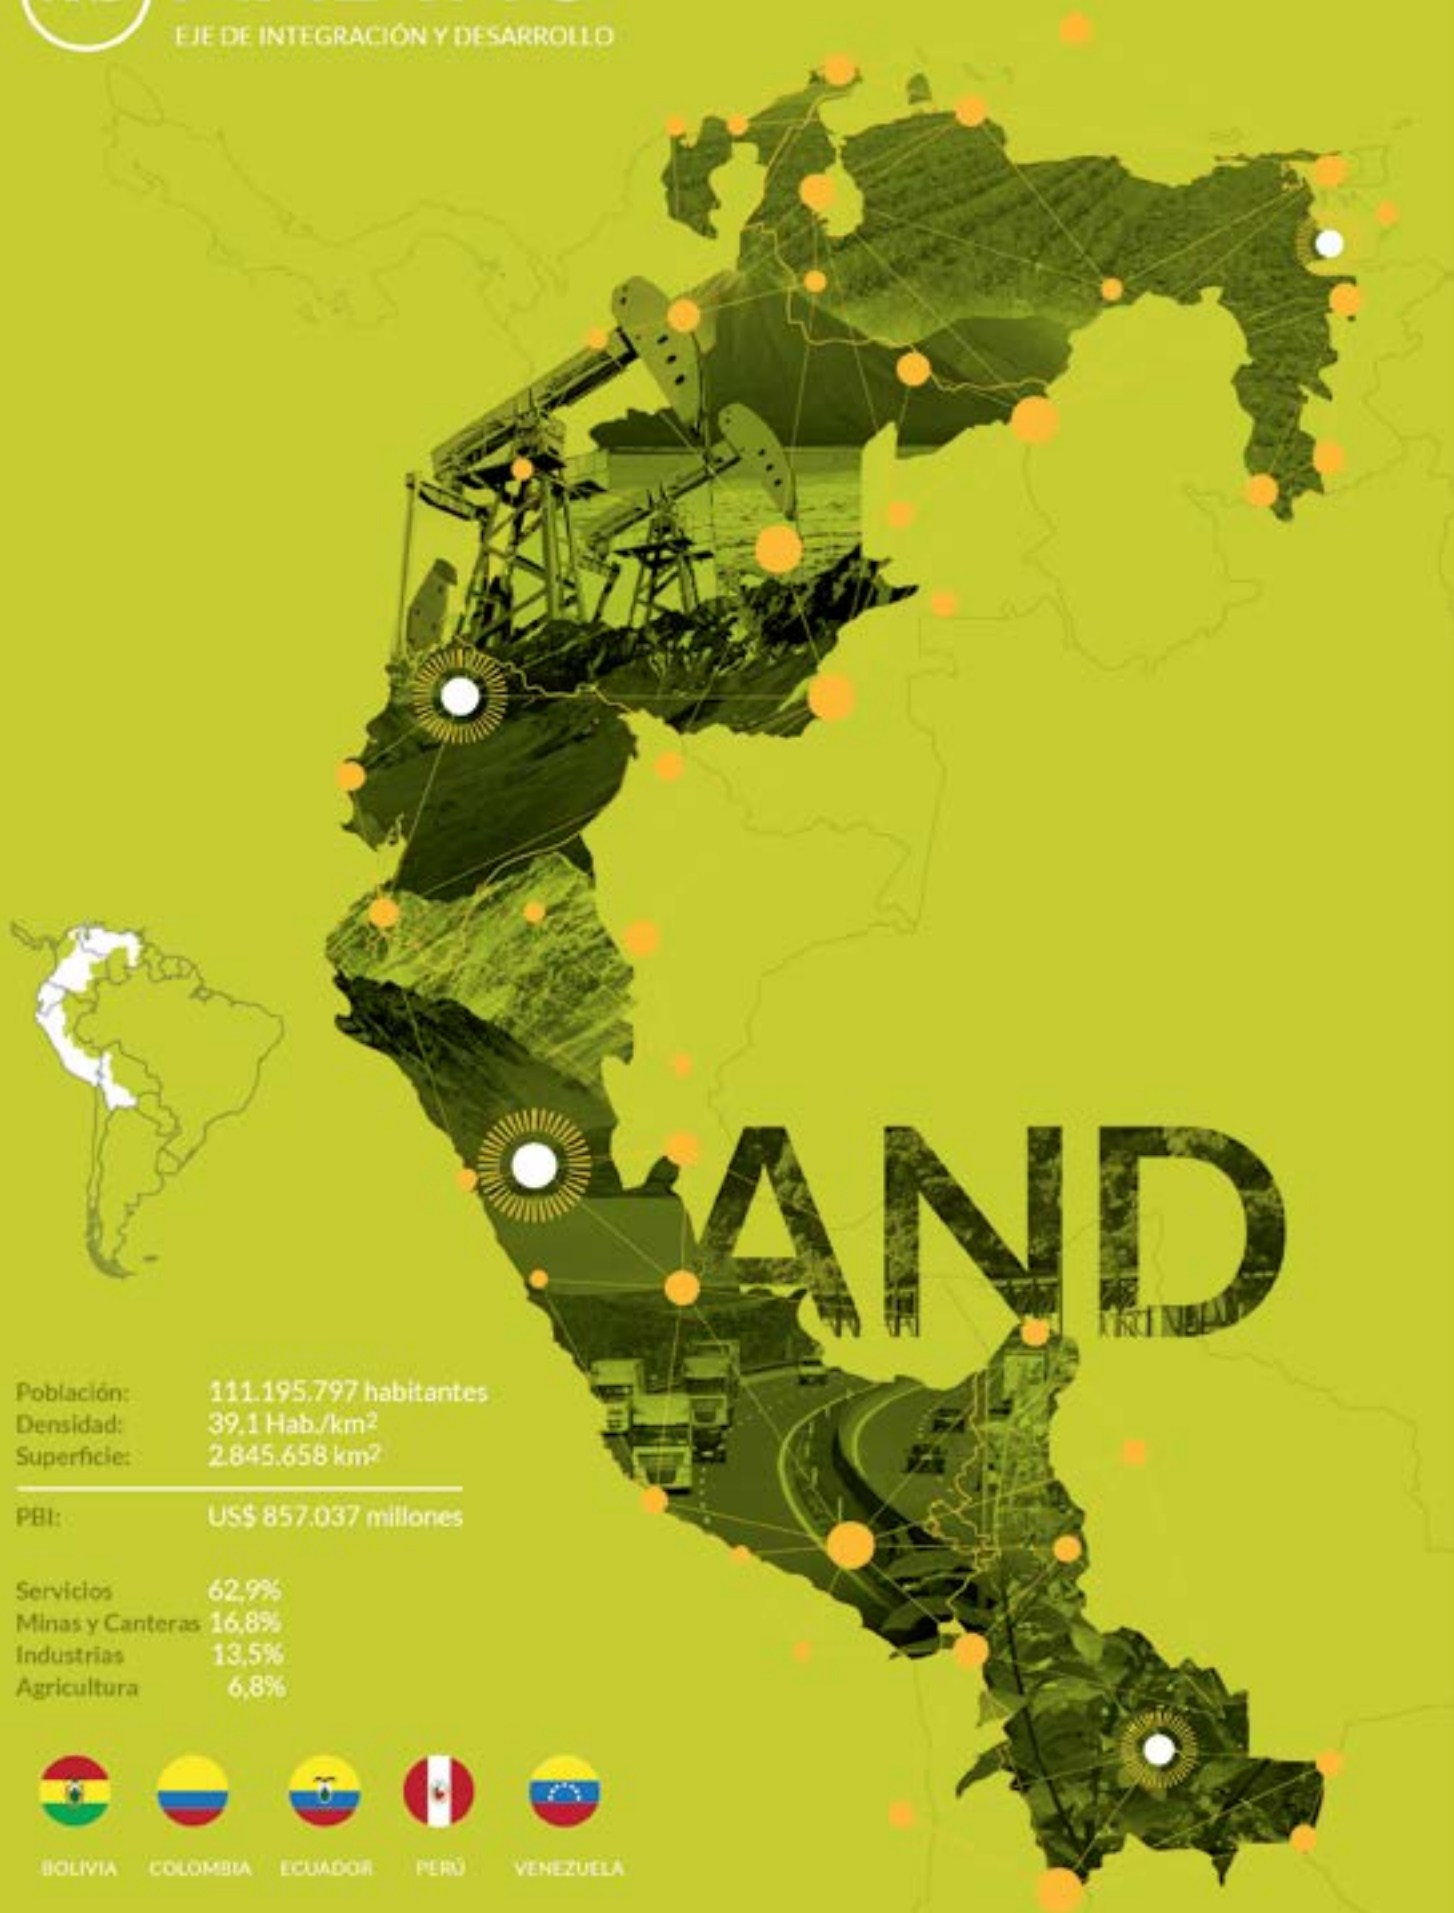 EJE DE INTEGRACIÓN Y DESARROLLO
AND
Población: 111.195.797 habitantes
Densidad: 39,1 Hab./km2
Superficie: 2.845.658 km2
PBI: US$ 857.037 millones
Servicios 62,9%
Minas y Canteras 16,8%
Industrias 13,5%
Agricultura 6,8%
BOLIVIA COLOMBIA ECUADOR PERÚ VENEZUELA